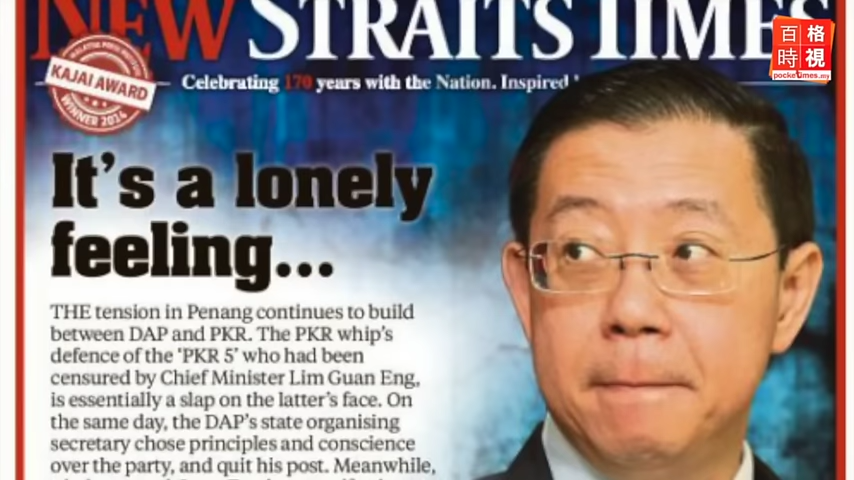 NEW STRAITS TIMES
百格
時視
pocketimes.my
KAJAI AWARD
WINNER 2014
Celebrating 170 years with the Nation. Inspired
It's a lonely
feeling...
THE tension in Penang continues to build
between DAP and PKR. The PKR whip's
defence of the 'PKR 5' who had been
censured by Chief Minister Lim Guan Eng,
is essentially a slap on the latter's face. On
the same day, the DAP's state organising
secretary chose principles and conscience
over the party, and quit his post. Meanwhile,